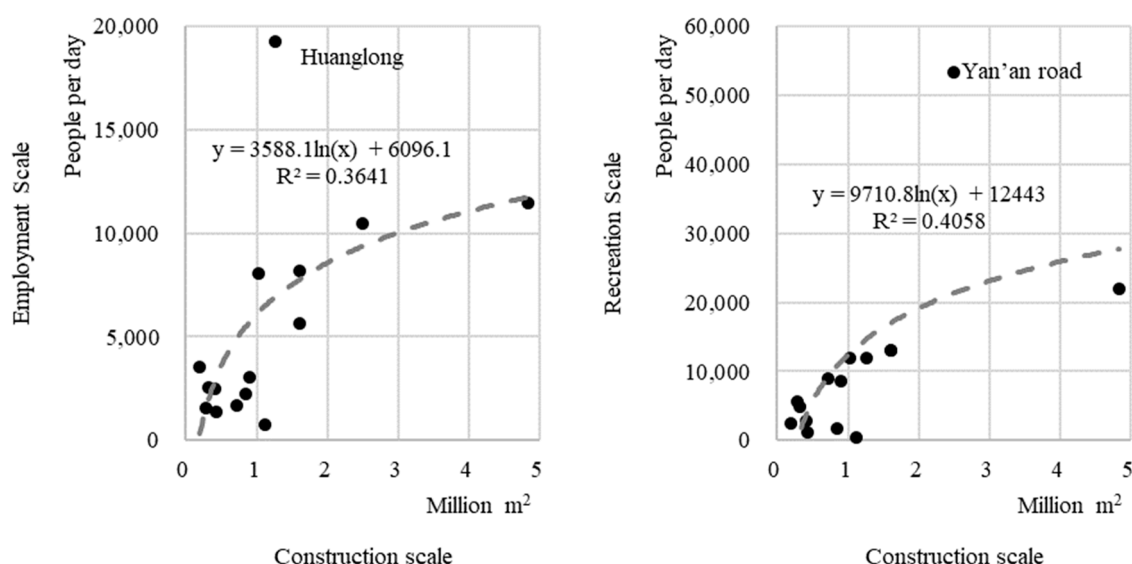 Employment Scale
People per day
20,000
15,000
10,000
5,000
0
Huanglong
y = 3588.1ln(x) + 6096.1
R² = 0.3641
0 1 2 3 4 5
Million m²
Construction scale
Recreation Scale
People per day
60,000
50,000
40,000
30,000
20,000
10,000
0
Yan’an road
y = 9710.8ln(x) + 12443
R² = 0.4058
0 1 2 3 4 5
Million m²
Construction scale